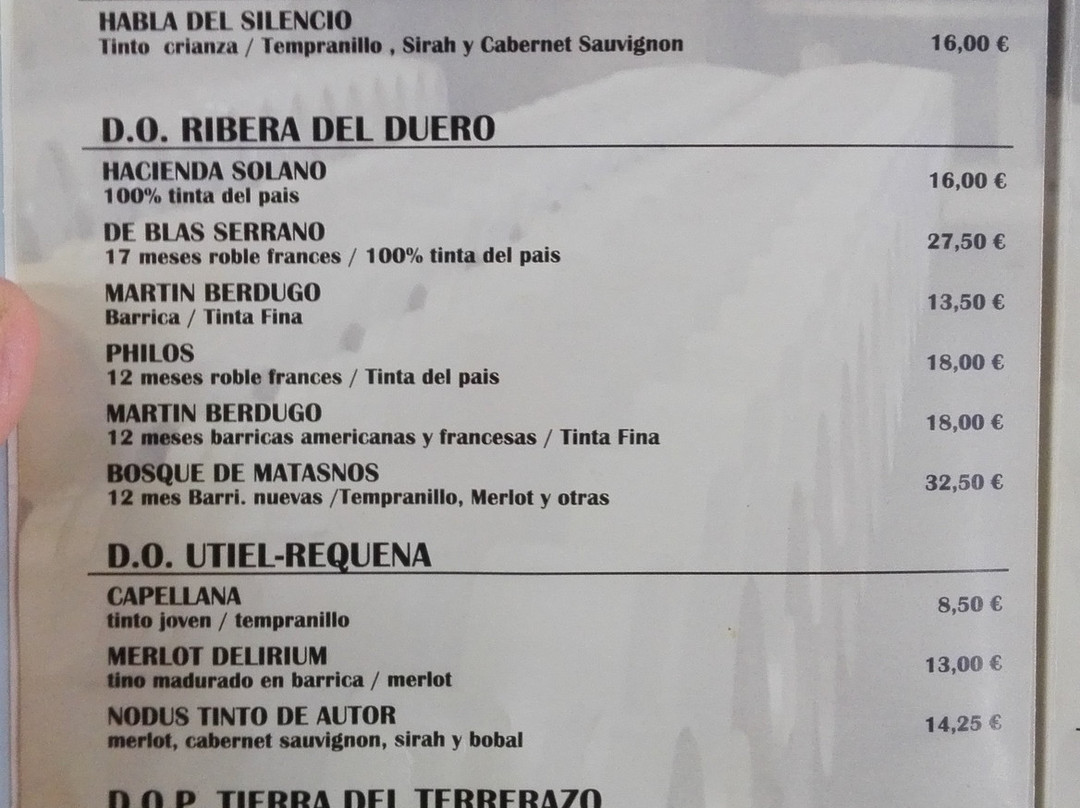 HABLA DEL SILENCIO
Tinto crianza / Tempranillo , Sirah y Cabernet Sauvignon 16,00 €
D.O. RIBERA DEL DUERO
HACIENDA SOLANO
100% tinta del pais 16,00 €
DE BLAS SERRANO
17 meses roble frances / 100% tinta del pais 27,50 €
MARTIN BERDUGO
Barrica / Tinta Fina 13,50 €
PHILOS
12 meses roble frances / Tinta del pais 18,00 €
MARTIN BERDUGO
12 meses barricas americanas y francesas / Tinta Fina 18,00 €
BOSQUE DE MATASNOS
12 mes Barri. nuevas /Tempranillo, Merlot y otras 32,50 €
D.O. UTIEL-REQUENA
CAPELLANA
tinto joven / tempranillo 8,50 €
MERLOT DELIRIUM
tino madurado en barrica / merlot 13,00 €
NODUS TINTO DE AUTOR
merlot, cabernet sauvignon, sirah y bobal 14,25 €
D.O.P. TIERRA DEL TERRERAZO